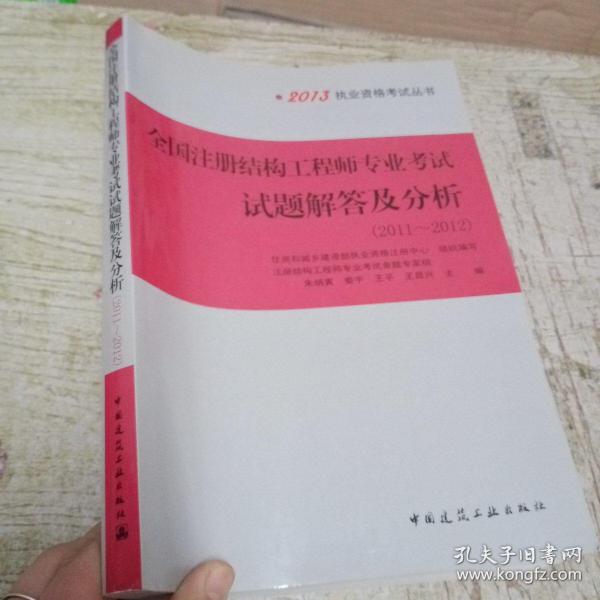 2013执业资格考试丛书
全国注册结构工程师专业考试
试题解答及分析
(2011～2012)
住房和城乡建设部执业资格注册中心 组织编写
注册结构工程师专业考试命题专家组
朱炳寅 娄宇 王平 王昌兴 主 编
中国建筑工业出版社
全国注册结构工程师专业考试试题解答及分析(2011～2012)
中国建筑工业出版社
孔夫子旧书网
www.kongfz.com